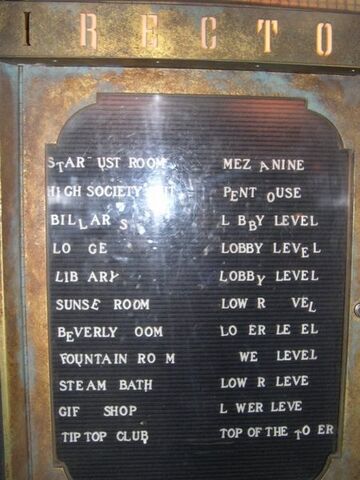 IRECTO
STAR UST ROOM MEZ ANINE
HIGH SOCIETY PENT OUSE
BILLAR S L BBY LEVEL
LO GE LOBBY LEVEL
LIB ARY LOBBY LEVEL
SUNSE ROOM LOW R VEL
BEVERLY OOM LO ER LE EL
FOUNTAIN RO M WE LEVEL
STEAM BATH LOW R LEVE
GIF SHOP L WER LEVE
TIP TOP CLUB TOP OF THE TO ER